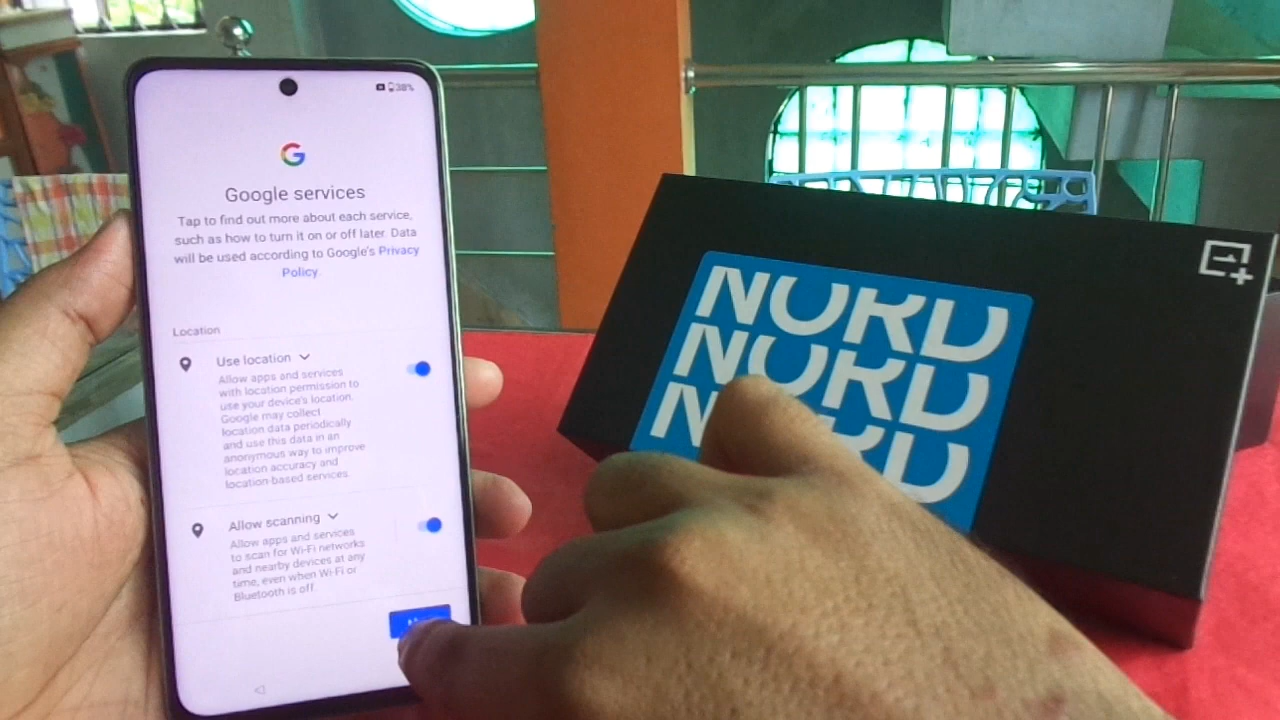 38%
Google services
Tap to find out more about each service,
such as how to turn it on or off later. Data
will be used according to Google's Privacy
Policy.
Location
Use location
Allow apps and services
with location permission to
use your device's location.
Google may collect
location data periodically
and use this data in an
anonymous way to improve
location accuracy and
location-based services.
Allow scanning
Allow apps and services
to scan for Wi-Fi networks
and nearby devices at any
time, even when Wi-Fi or
Bluetooth is off.
NORD
NORD
NORD